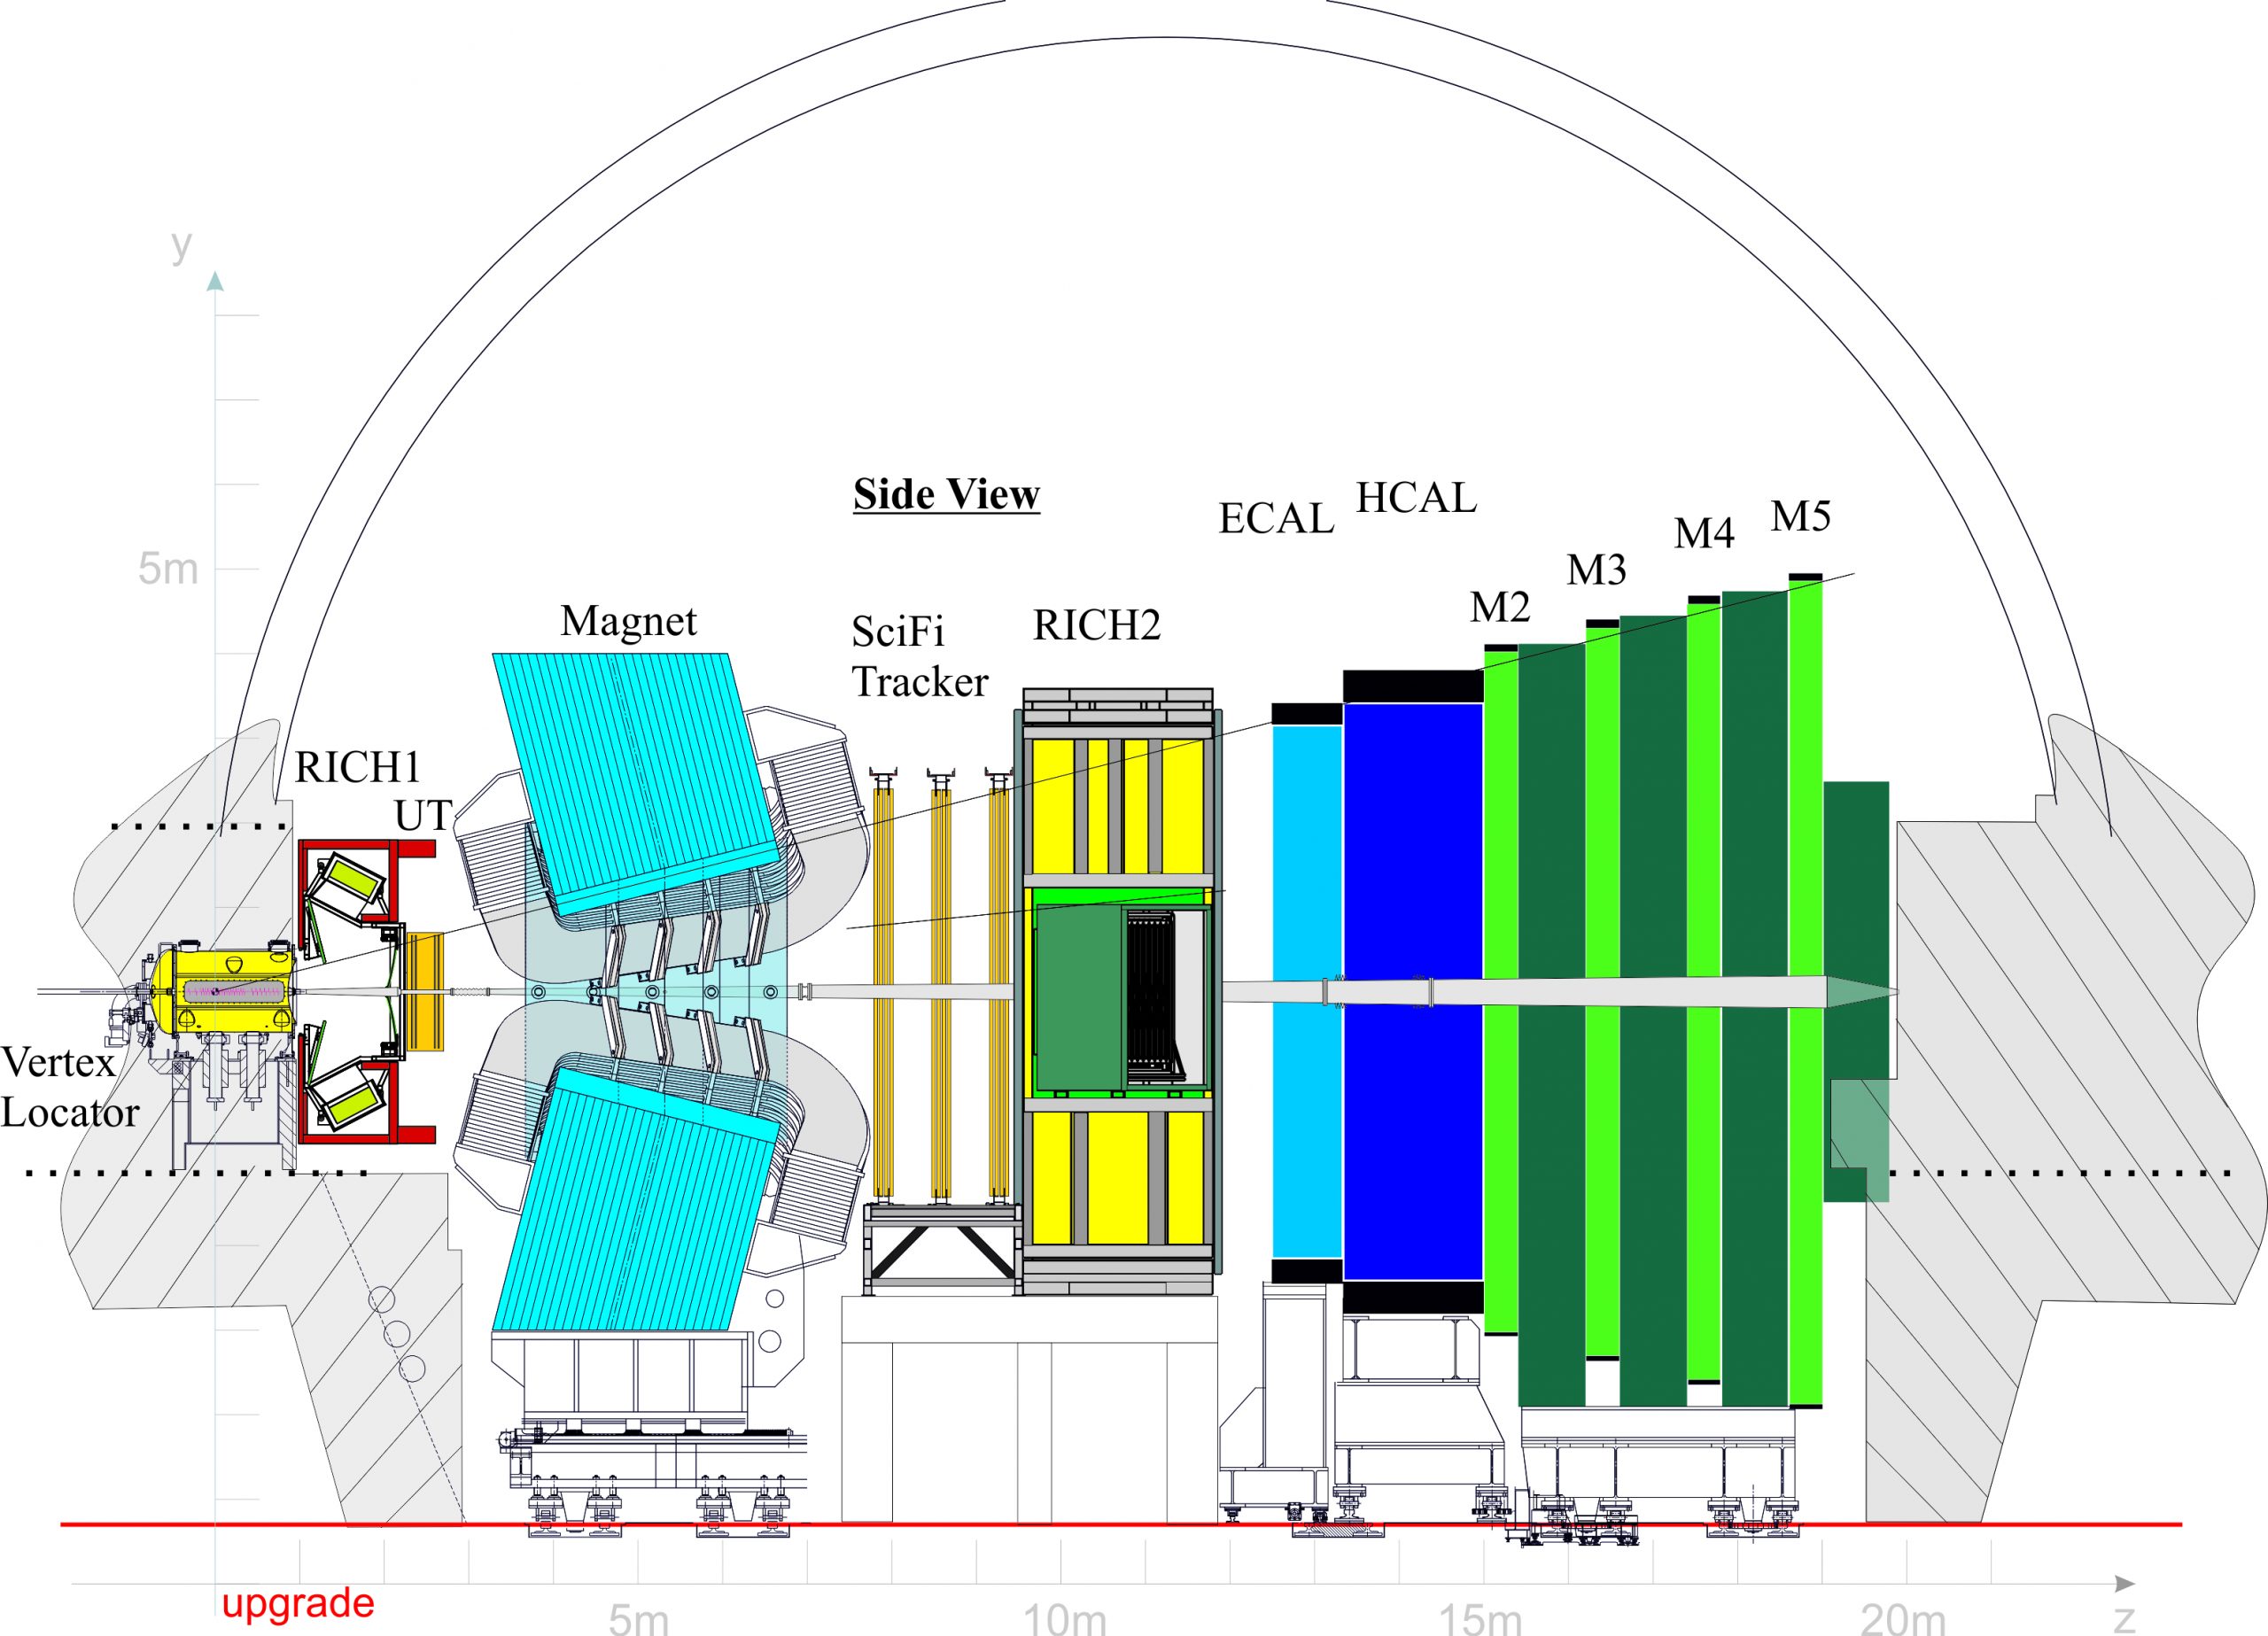 y
5m
Side View
ECAL
HCAL
M2
M3
M4
M5
Magnet
SciFi
Tracker
RICH2
RICH1
UT
Vertex
Locator
upgrade
5m
10m
15m
20m
z